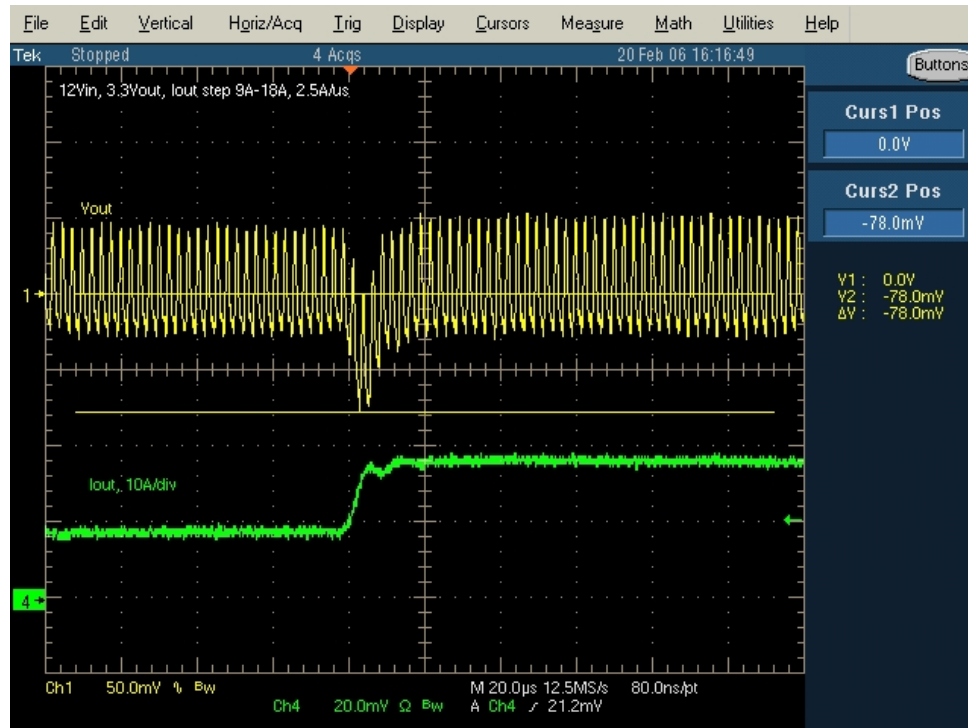 File Edit Vertical Horiz/Acq Trig Display Cursors Measure Math Utilities Help
Tek Stopped 4 Acqs 20 Feb 06 16:16:49
Buttons
12Vin, 3.3Vout, Iout step 9A-18A, 2.5A/us
Curs1 Pos
0.0V
Curs2 Pos
-78.0mV
Vout
V1: 0.0V
V2: -78.0mV
ΔV: -78.0mV
1
Iout, 10A/div
4
Ch1 50.0mV Bw M 20.0µs 12.5MS/s 80.0ns/pt
Ch4 20.0mV Ω Bw A Ch4 21.2mV